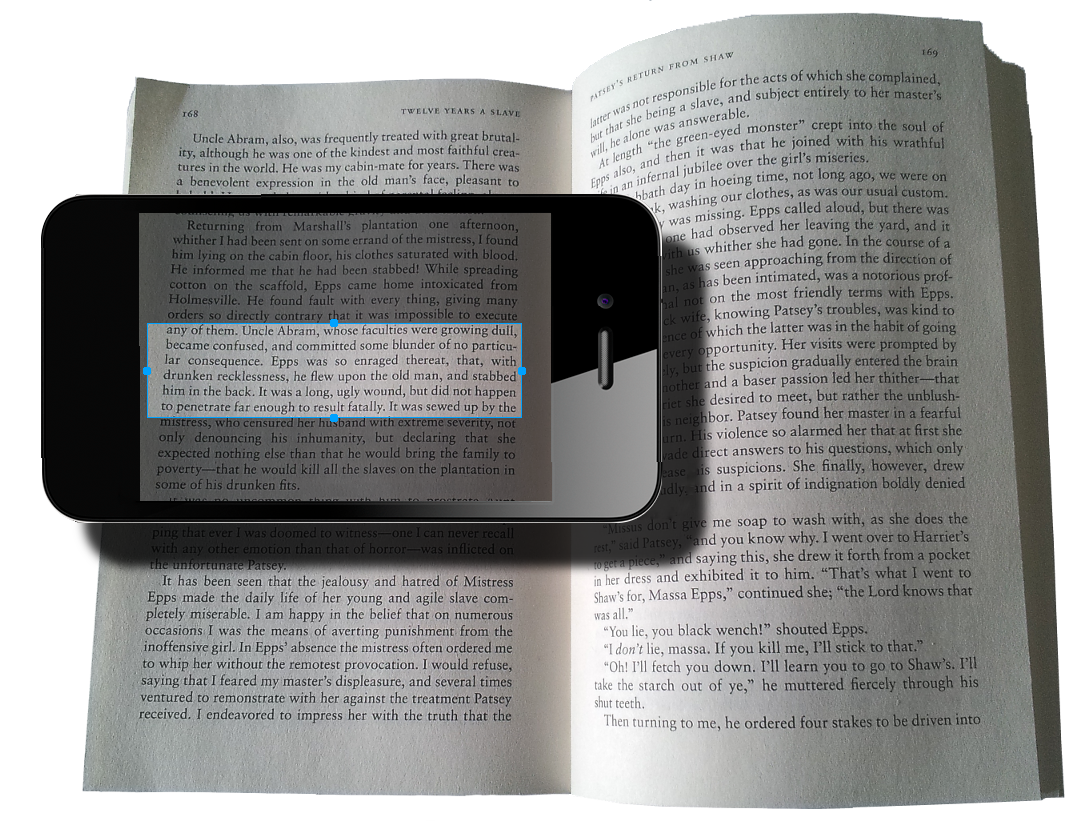 168 TWELVE YEARS A SLAVE
Uncle Abram, also, was frequently treated with great brutal-
ity, although he was one of the kindest and most faithful crea-
tures in the world. He was my cabin-mate for years. There was
a benevolent expression in the old man's face, pleasant to
Returning from Marshall's plantation one afternoon,
whither I had been sent on some errand of the mistress, I found
him lying on the cabin floor, his clothes saturated with blood.
He informed me that he had been stabbed! While spreading
cotton on the scaffold, Epps came home intoxicated from
Holmesville. He found fault with every thing, giving many
orders so directly contrary that it was impossible to execute
any of them. Uncle Abram, whose faculties were growing dull,
became confused, and committed some blunder of no particu-
lar consequence. Epps was so enraged thereat, that, with
drunken recklessness, he flew upon the old man, and stabbed
him in the back. It was a long, ugly wound, but did not happen
to penetrate far enough to result fatally. It was sewed up by the
mistress, who censured her husband with extreme severity, not
only denouncing his inhumanity, but declaring that she
expected nothing else than that he would bring the family to
poverty—that he would kill all the slaves on the plantation in
some of his drunken fits.
ping that ever I was doomed to witness—one I can never recall
with any other emotion than that of horror—was inflicted on
the unfortunate Patsey.
It has been seen that the jealousy and hatred of Mistress
Epps made the daily life of her young and agile slave com-
pletely miserable. I am happy in the belief that on numerous
occasions I was the means of averting punishment from the
inoffensive girl. In Epps' absence the mistress often ordered me
to whip her without the remotest provocation. I would refuse,
saying that I feared my master's displeasure, and several times
ventured to remonstrate with her against the treatment Patsey
received. I endeavored to impress her with the truth that the
PATSEY'S RETURN FROM SHAW 169
latter was not responsible for the acts of which she complained,
but that she being a slave, and subject entirely to her master's
will, he alone was answerable.
At length "the green-eyed monster" crept into the soul of
Epps also, and then it was that he joined with his wrathful
in an infernal jubilee over the girl's miseries.
day in hoeing time, not long ago, we were on
washing our clothes, as was our usual custom.
was missing. Epps called aloud, but there was
one had observed her leaving the yard, and it
us whither she had gone. In the course of a
she was seen approaching from the direction of
as has been intimated, was a notorious prof-
not on the most friendly terms with Epps.
wife, knowing Patsey's troubles, was kind to
of which the latter was in the habit of going
every opportunity. Her visits were prompted by
but the suspicion gradually entered the brain
and a baser passion led her thither—that
she desired to meet, but rather the unblush-
neighbor. Patsey found her master in a fearful
His violence so alarmed her that at first she
direct answers to his questions, which only
his suspicions. She finally, however, drew
and in a spirit of indignation boldly denied
"Missus don't give me soap to wash with, as she does the
rest," said Patsey, "and you know why. I went over to Harriet's
to get a piece," and saying this, she drew it forth from a pocket
in her dress and exhibited it to him. "That's what I went to
Shaw's for, Massa Epps," continued she; "the Lord knows that
was all."
"You lie, you black wench!" shouted Epps.
"I don't lie, massa. If you kill me, I'll stick to that."
"Oh! I'll fetch you down. I'll learn you to go to Shaw's. I'll
take the starch out of ye," he muttered fiercely through his
shut teeth.
Then turning to me, he ordered four stakes to be driven into